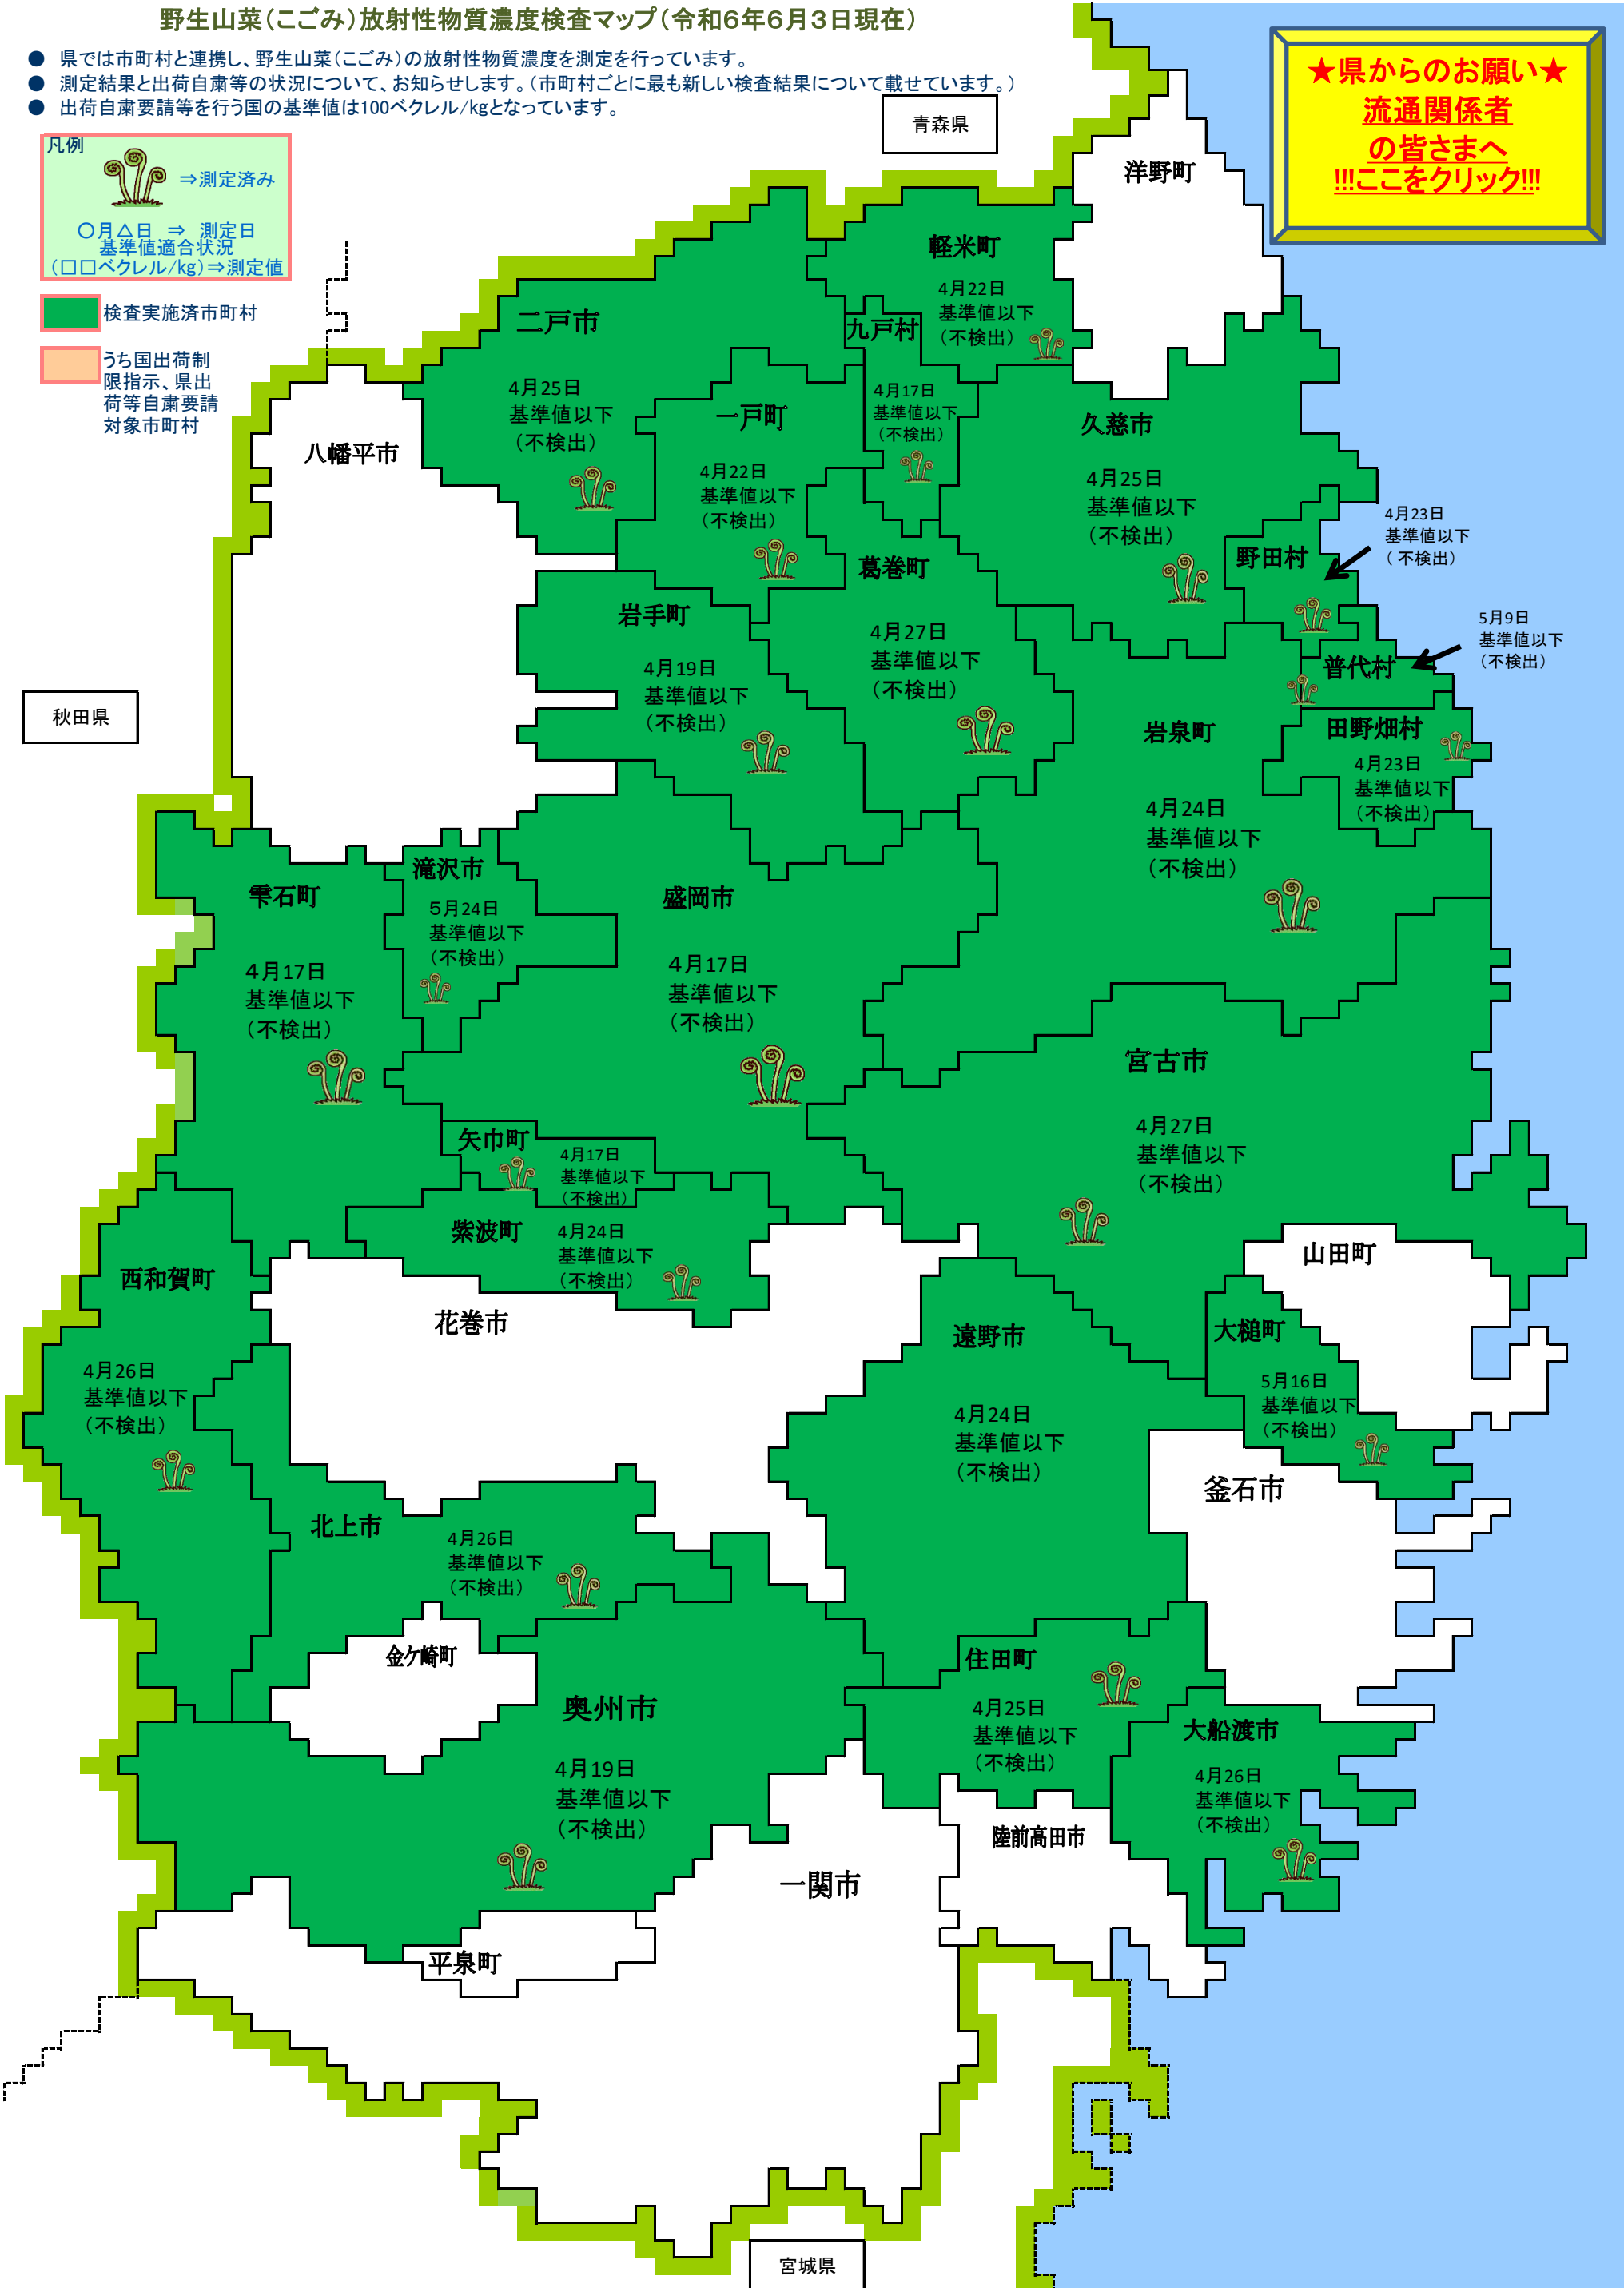 野生山菜（こごみ）放射性物質濃度検査マップ（令和６年６月３日現在）
● 県では市町村と連携し、野生山菜（こごみ）の放射性物質濃度を測定を行っています。
● 測定結果と出荷自粛等の状況について、お知らせします。（市町村ごとに最も新しい検査結果について載せています。）
● 出荷自粛要請等を行う国の基準値は100ベクレル/kgとなっています。
★県からのお願い★
流通関係者
の皆さまへ
!!!ここをクリック!!!
凡例
⇒測定済み
〇月△日 ⇒ 測定日
基準値適合状況
（□□ベクレル/kg）⇒測定値
検査実施済市町村
うち国出荷制
限指示、県出
荷等自粛要請
対象市町村
青森県
洋野町
軽米町
4月22日
基準値以下
（不検出）
二戸市
4月25日
基準値以下
（不検出）
九戸村
4月17日
基準値以下
（不検出）
一戸町
4月22日
基準値以下
（不検出）
久慈市
4月25日
基準値以下
（不検出）
八幡平市
野田村
4月23日
基準値以下
（ 不検出）
葛巻町
4月27日
基準値以下
（不検出）
岩手町
4月19日
基準値以下
（不検出）
普代村
5月9日
基準値以下
（不検出）
秋田県
岩泉町
4月24日
基準値以下
（不検出）
田野畑村
4月23日
基準値以下
（不検出）
雫石町
4月17日
基準値以下
（不検出）
滝沢市
５月24日
基準値以下
（不検出）
盛岡市
４月17日
基準値以下
（不検出）
宮古市
4月27日
基準値以下
（不検出）
矢巾町
4月17日
基準値以下
（不検出）
紫波町
4月24日
基準値以下
（不検出）
山田町
西和賀町
4月26日
基準値以下
（不検出）
花巻市
遠野市
4月24日
基準値以下
（不検出）
大槌町
5月16日
基準値以下
（不検出）
釜石市
北上市
4月26日
基準値以下
（不検出）
金ケ崎町
住田町
4月25日
基準値以下
（不検出）
奥州市
4月19日
基準値以下
（不検出）
大船渡市
4月26日
基準値以下
（不検出）
陸前高田市
一関市
平泉町
宮城県